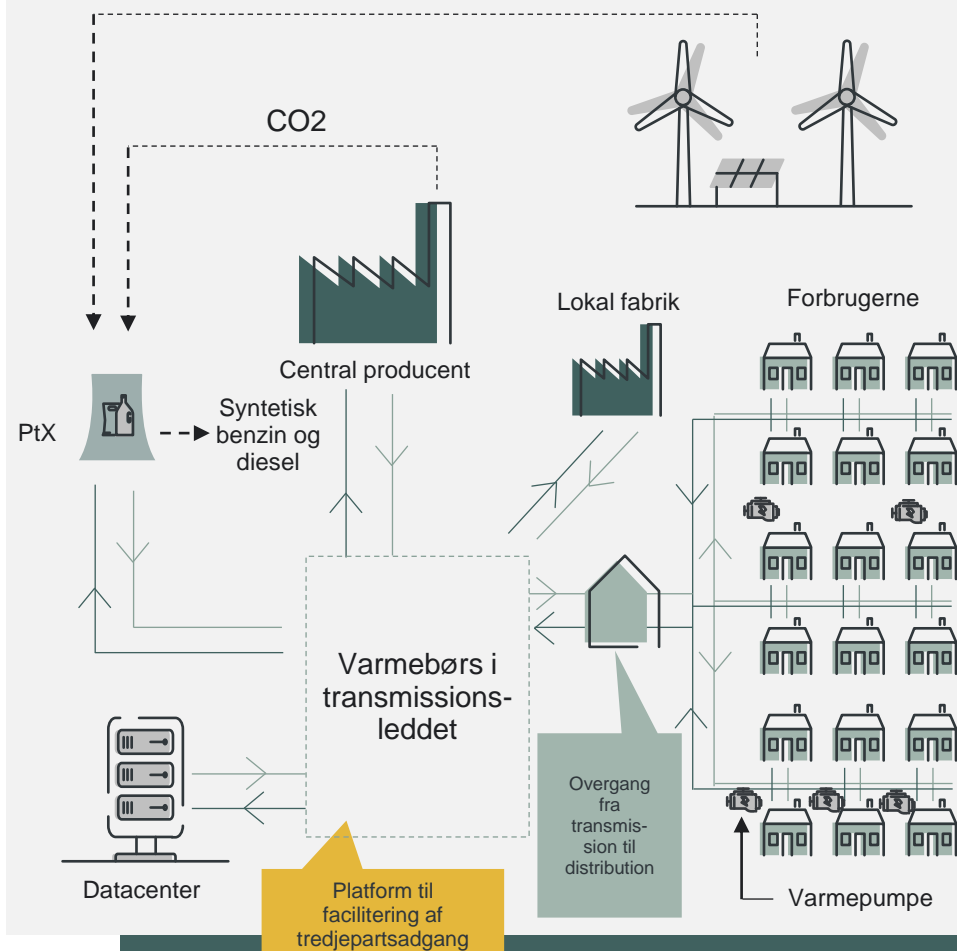 CO2
Lokal fabrik
Forbrugerne
Central producent
PtX
Syntetisk
benzin og
diesel
Varmebørs i
transmissions-
leddet
Overgang
fra
transmis-
sion til
distribution
Datacenter
Platform til
facilitering af
tredjepartsadgang
Varmepumpe